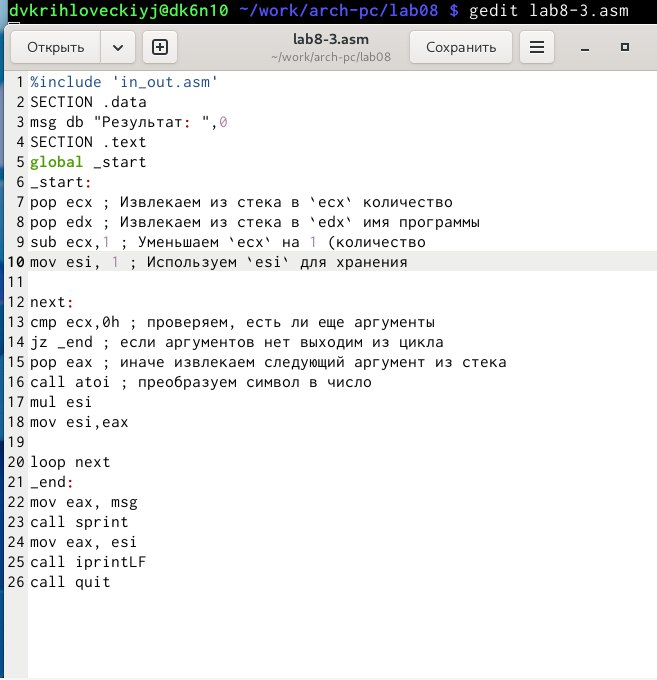 dvkrihloveckiyj@dk6n10 ~/work/arch-pc/lab08 $ gedit lab8-3.asm
Открыть
lab8-3.asm
~/work/arch-pc/lab08
Сохранить
1 %include 'in_out.asm'
2 SECTION .data
3 msg db "Результат: ",0
4 SECTION .text
5 global _start
6 _start:
7 pop ecx ; Извлекаем из стека в `ecx` количество
8 pop edx ; Извлекаем из стека в `edx` имя программы
9 sub ecx,1 ; Уменьшаем `ecx` на 1 (количество
10 mov esi, 1 ; Используем `esi` для хранения
11
12 next:
13 cmp ecx,0h ; проверяем, есть ли еще аргументы
14 jz _end ; если аргументов нет выходим из цикла
15 pop eax ; иначе извлекаем следующий аргумент из стека
16 call atoi ; преобразуем символ в число
17 mul esi
18 mov esi,eax
19
20 loop next
21 _end:
22 mov eax, msg
23 call sprint
24 mov eax, esi
25 call iprintLF
26 call quit